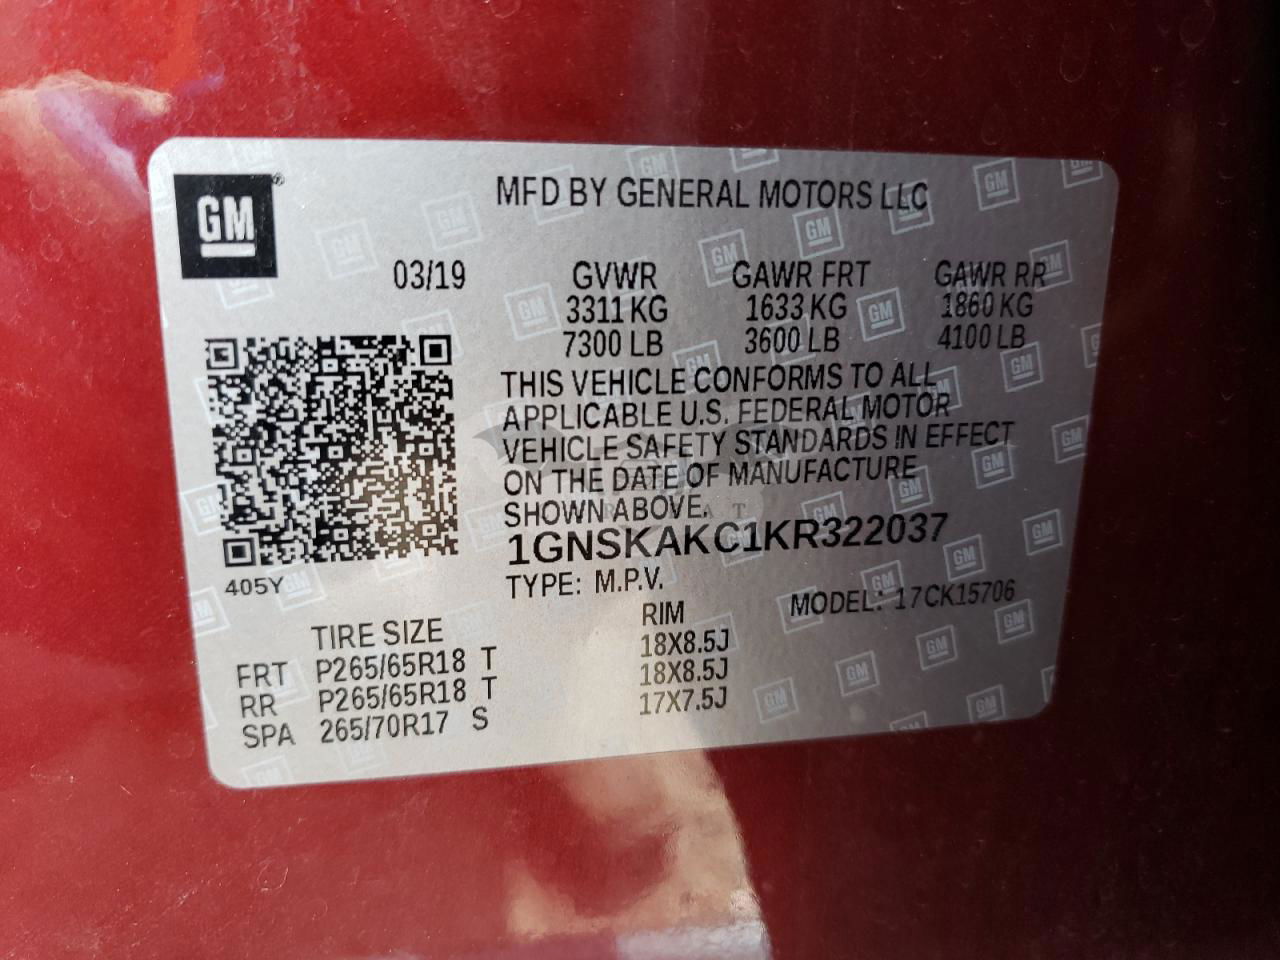 GM
MFD BY GENERAL MOTORS LLC
03/19 GVWR GAWR FRT GAWR RR
3311 KG 1633 KG 1860 KG
7300 LB 3600 LB 4100 LB
THIS VEHICLE CONFORMS TO ALL
APPLICABLE U.S. FEDERAL MOTOR
VEHICLE SAFETY STANDARDS IN EFFECT
ON THE DATE OF MANUFACTURE
SHOWN ABOVE.
1GNSKAKC1KR322037
405Y TYPE: M.P.V. MODEL: 17CK15706
TIRE SIZE RIM
FRT P265/65R18 T 18X8.5J
RR P265/65R18 T 18X8.5J
SPA 265/70R17 S 17X7.5J